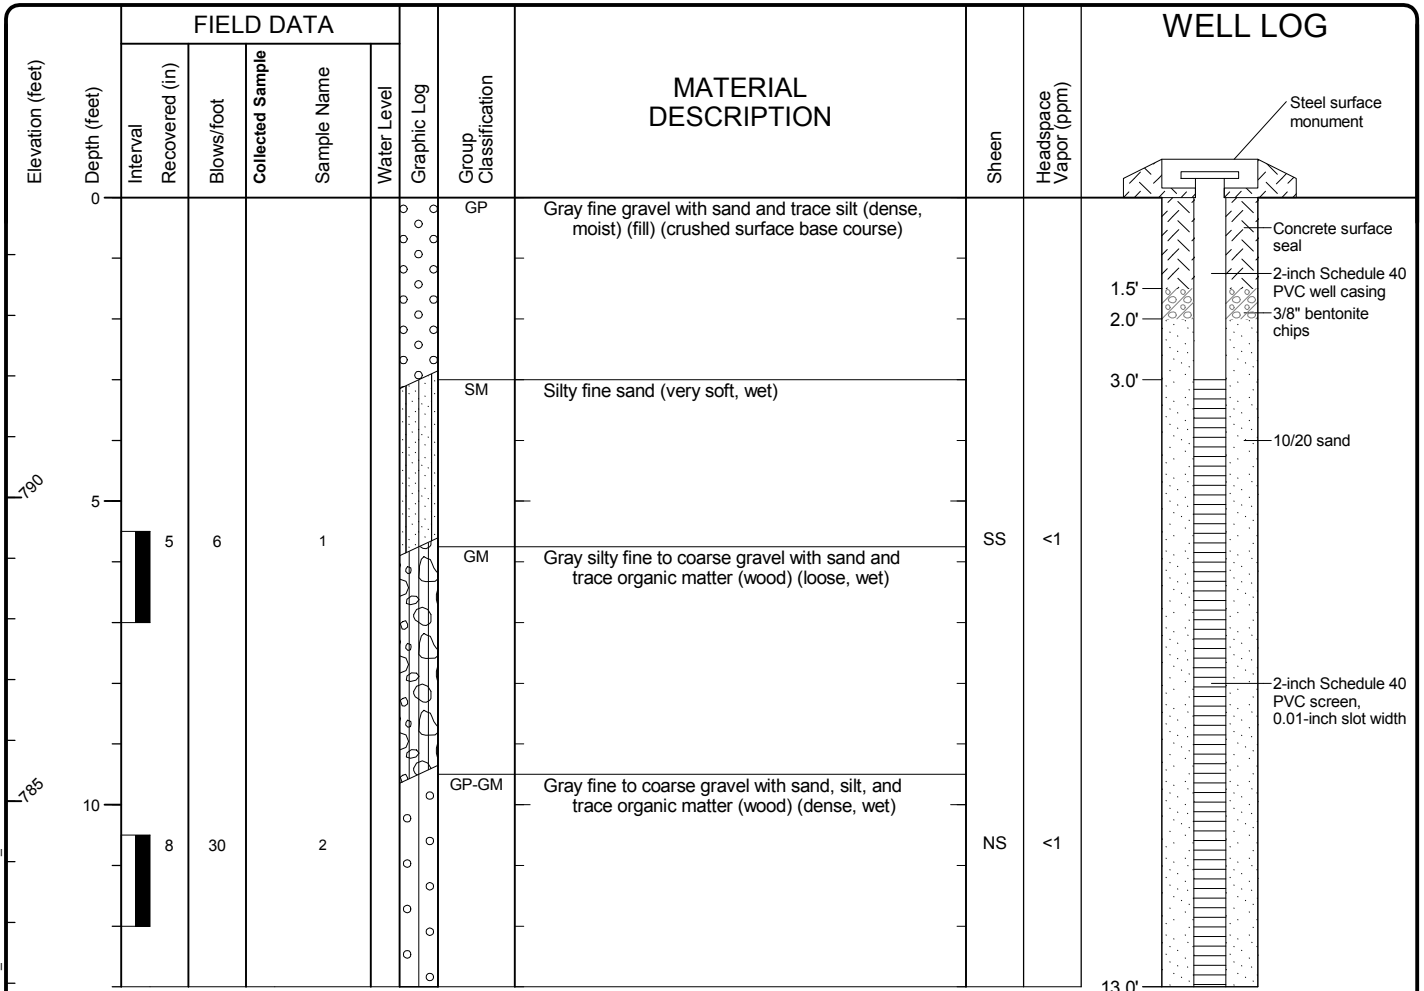 FIELD DATA
WELL LOG
Elevation (feet)
Depth (feet)
Interval
Recovered (in)
Blows/foot
Collected Sample
Sample Name
Water Level
Graphic Log
Group
Classification
MATERIAL
DESCRIPTION
Sheen
Headspace
Vapor (ppm)
Steel surface
monument
0
GP
Gray fine gravel with sand and trace silt (dense,
moist) (fill) (crushed surface base course)
Concrete surface
seal
2-inch Schedule 40
PVC well casing
1.5'
3/8" bentonite
chips
2.0'
3.0'
SM
Silty fine sand (very soft, wet)
10/20 sand
790
5
5
6
1
SS
<1
GM
Gray silty fine to coarse gravel with sand and
trace organic matter (wood) (loose, wet)
2-inch Schedule 40
PVC screen,
0.01-inch slot width
785
10
GP-GM
Gray fine to coarse gravel with sand, silt, and
trace organic matter (wood) (dense, wet)
8
30
2
NS
<1
13.0'